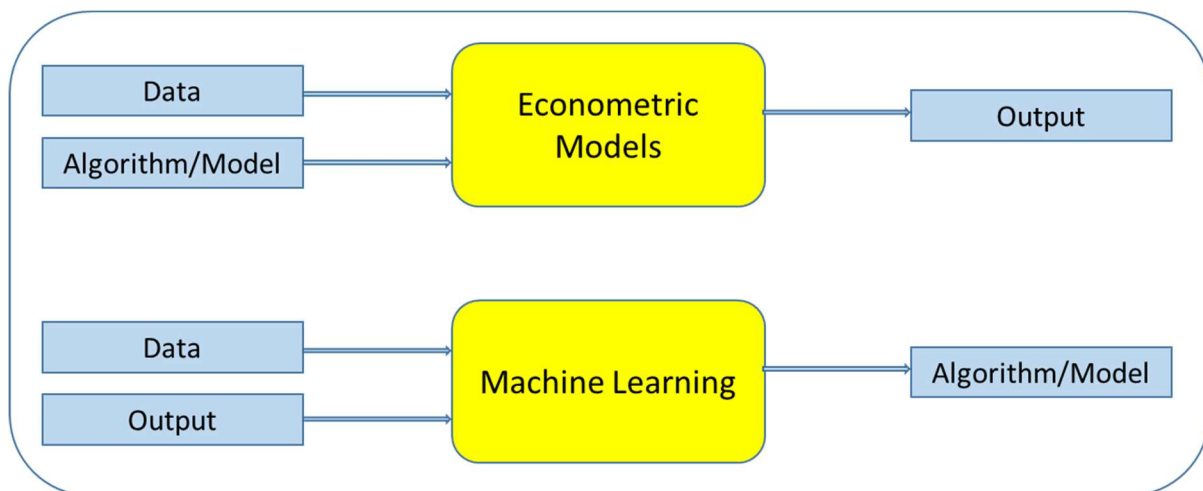 Data
Algorithm/Model
Econometric
Models
Output
Data
Output
Machine Learning
Algorithm/Model